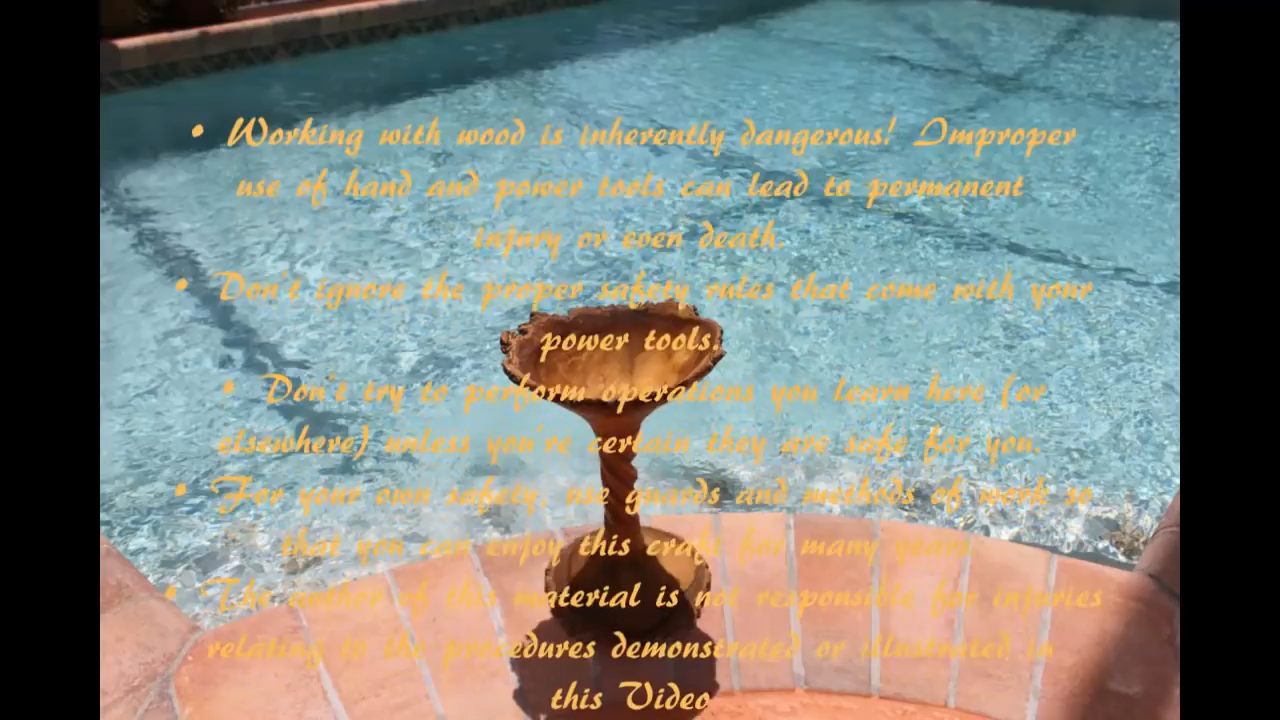 • Working with wood is inherently dangerous! Improper
use of hand and power tools can lead to permanent
injury or even death.
• Don't ignore the proper safety rules that come with your
power tools.
• Don't try to perform operations you learn here (or
elsewhere) unless you're certain they are safe for you.
• For your own safety, use guards and methods of work so
that you can enjoy this craft for many years
• The author of this material is not responsible for injuries
relating to the procedures demonstrated or illustrated in
this Video